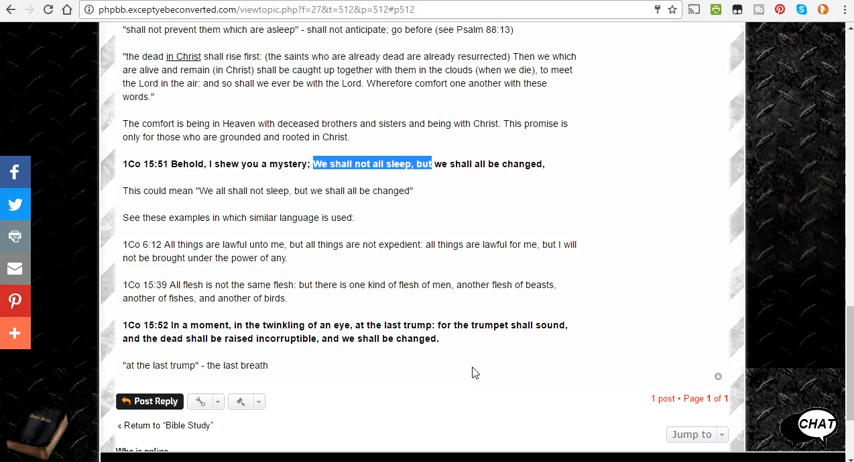 phpbb.exceptyebeconverted.com/viewtopic.php?f=27&t=512&p=512#p512
"shall not prevent them which are asleep" - shall not anticipate; go before (see Psalm 88:13)
"the dead in Christ shall rise first: (the saints who are already dead are already resurrected) Then we which
are alive and remain (in Christ) shall be caught up together with them in the clouds (when we die), to meet
the Lord in the air: and so shall we ever be with the Lord. Wherefore comfort one another with these
words."
The comfort is being in Heaven with deceased brothers and sisters and being with Christ. This promise is
only for those who are grounded and rooted in Christ.
1Co 15:51 Behold, I shew you a mystery; We shall not all sleep, but we shall all be changed,
This could mean "We all shall not sleep, but we shall all be changed"
See these examples in which similar language is used:
1Co 6:12 All things are lawful unto me, but all things are not expedient: all things are lawful for me, but I will
not be brought under the power of any.
1Co 15:39 All flesh is not the same flesh: but there is one kind of flesh of men, another flesh of beasts,
another of fishes, and another of birds.
1Co 15:52 In a moment, in the twinkling of an eye, at the last trump: for the trumpet shall sound,
and the dead shall be raised incorruptible, and we shall be changed.
"at the last trump" - the last breath
Post Reply
1 post • Page 1 of 1
Return to "Bible Study"
CHAT
Jump to
Who is online